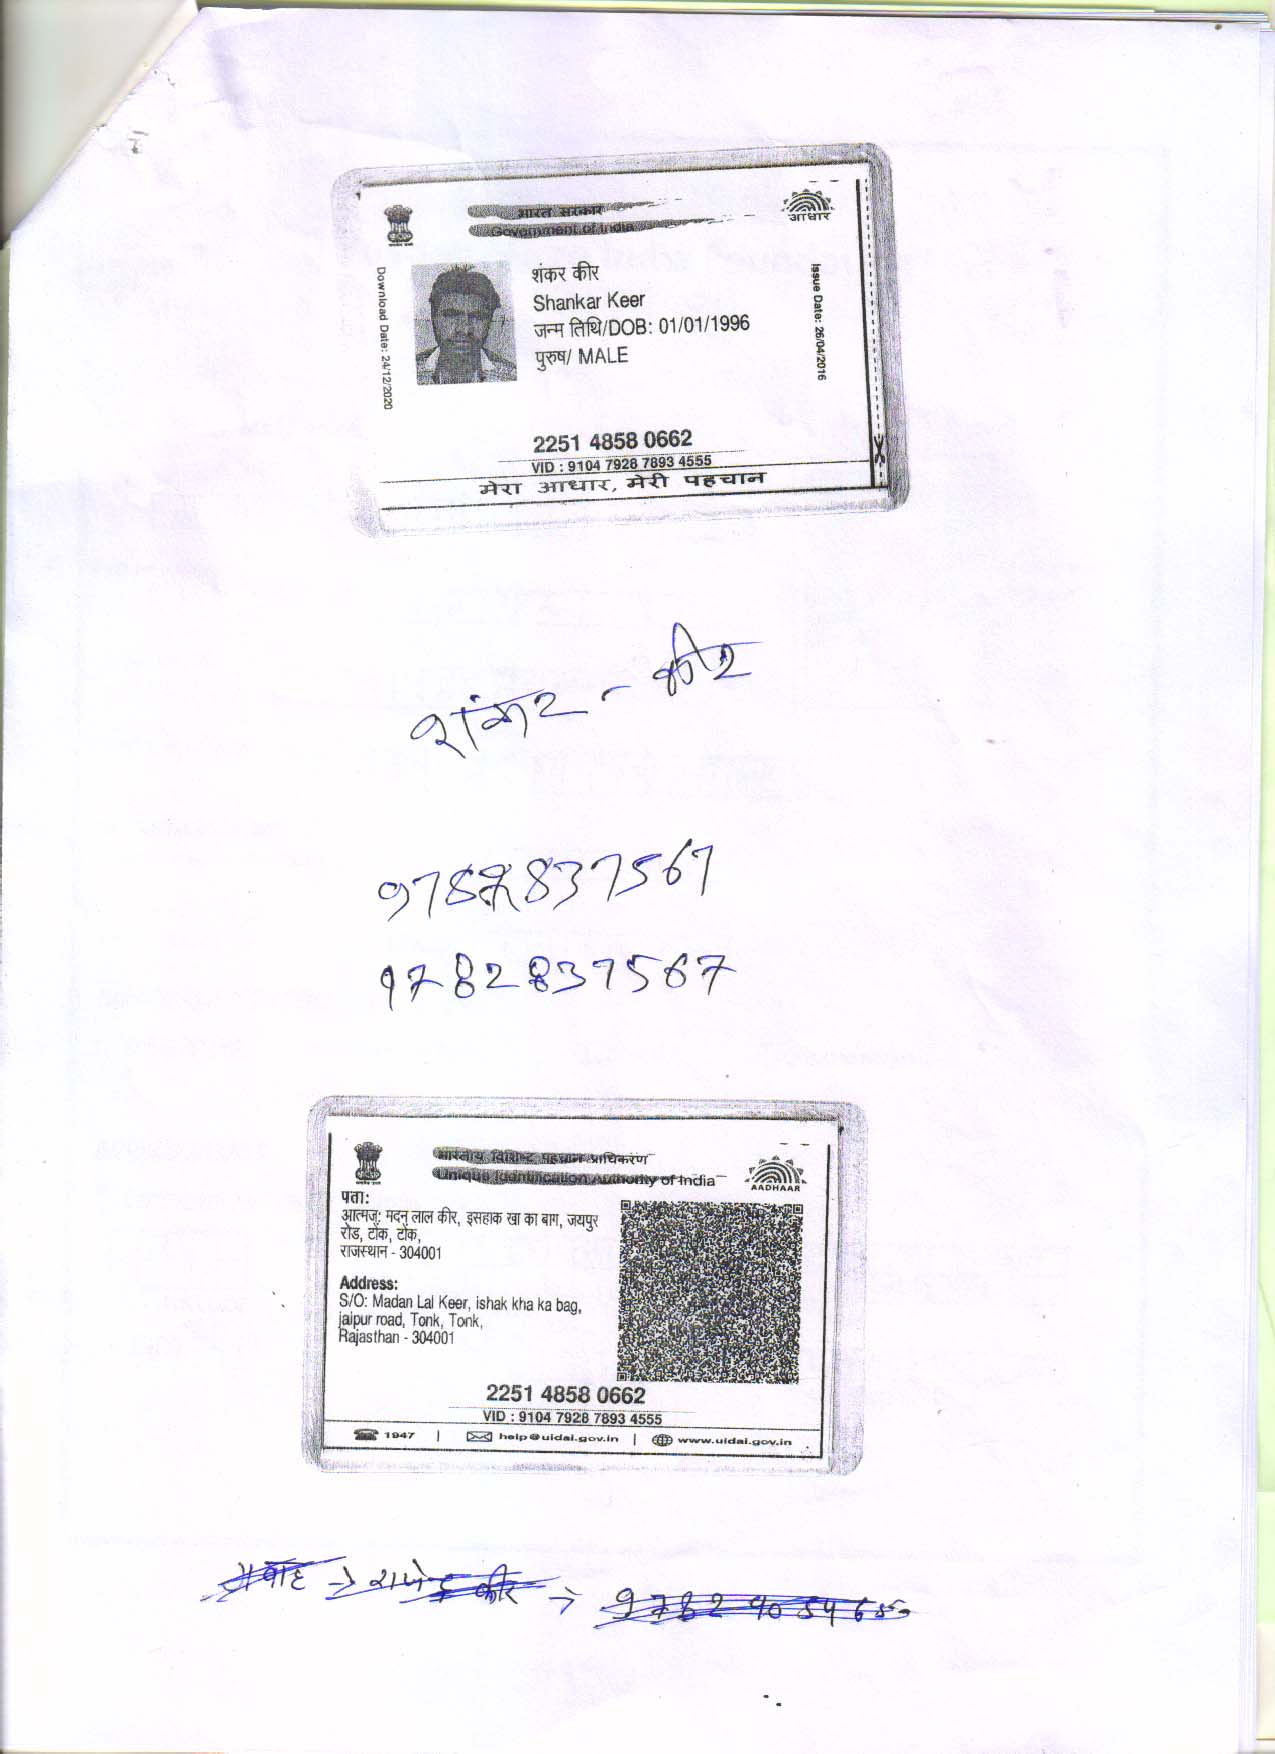 भारत सरकार
Government of India
आधार
Download Date: 24/12/2020
शंकर कीर
Shankar Keer
जन्म तिथि/DOB: 01/01/1996
पुरुष/ MALE
Issue Date: 26/04/2016
2251 4858 0662
VID : 9104 7928 7893 4555
मेरा आधार, मेरी पहचान
शंकर - कीर
9782837567
9782837567
भारतीय विशिष्ट पहचान प्राधिकरण
Unique Identification Authority of India
AADHAAR
पता:
आत्मज: मदन लाल कीर, इसहाक खा का बाग, जयपुर
रोड, टोंक, टोंक,
राजस्थान - 304001
Address:
S/O: Madan Lal Keer, ishak kha ka bag,
jaipur road, Tonk, Tonk,
Rajasthan - 304001
2251 4858 0662
VID : 9104 7928 7893 4555
1947 | help@uidai.gov.in | www.uidai.gov.in